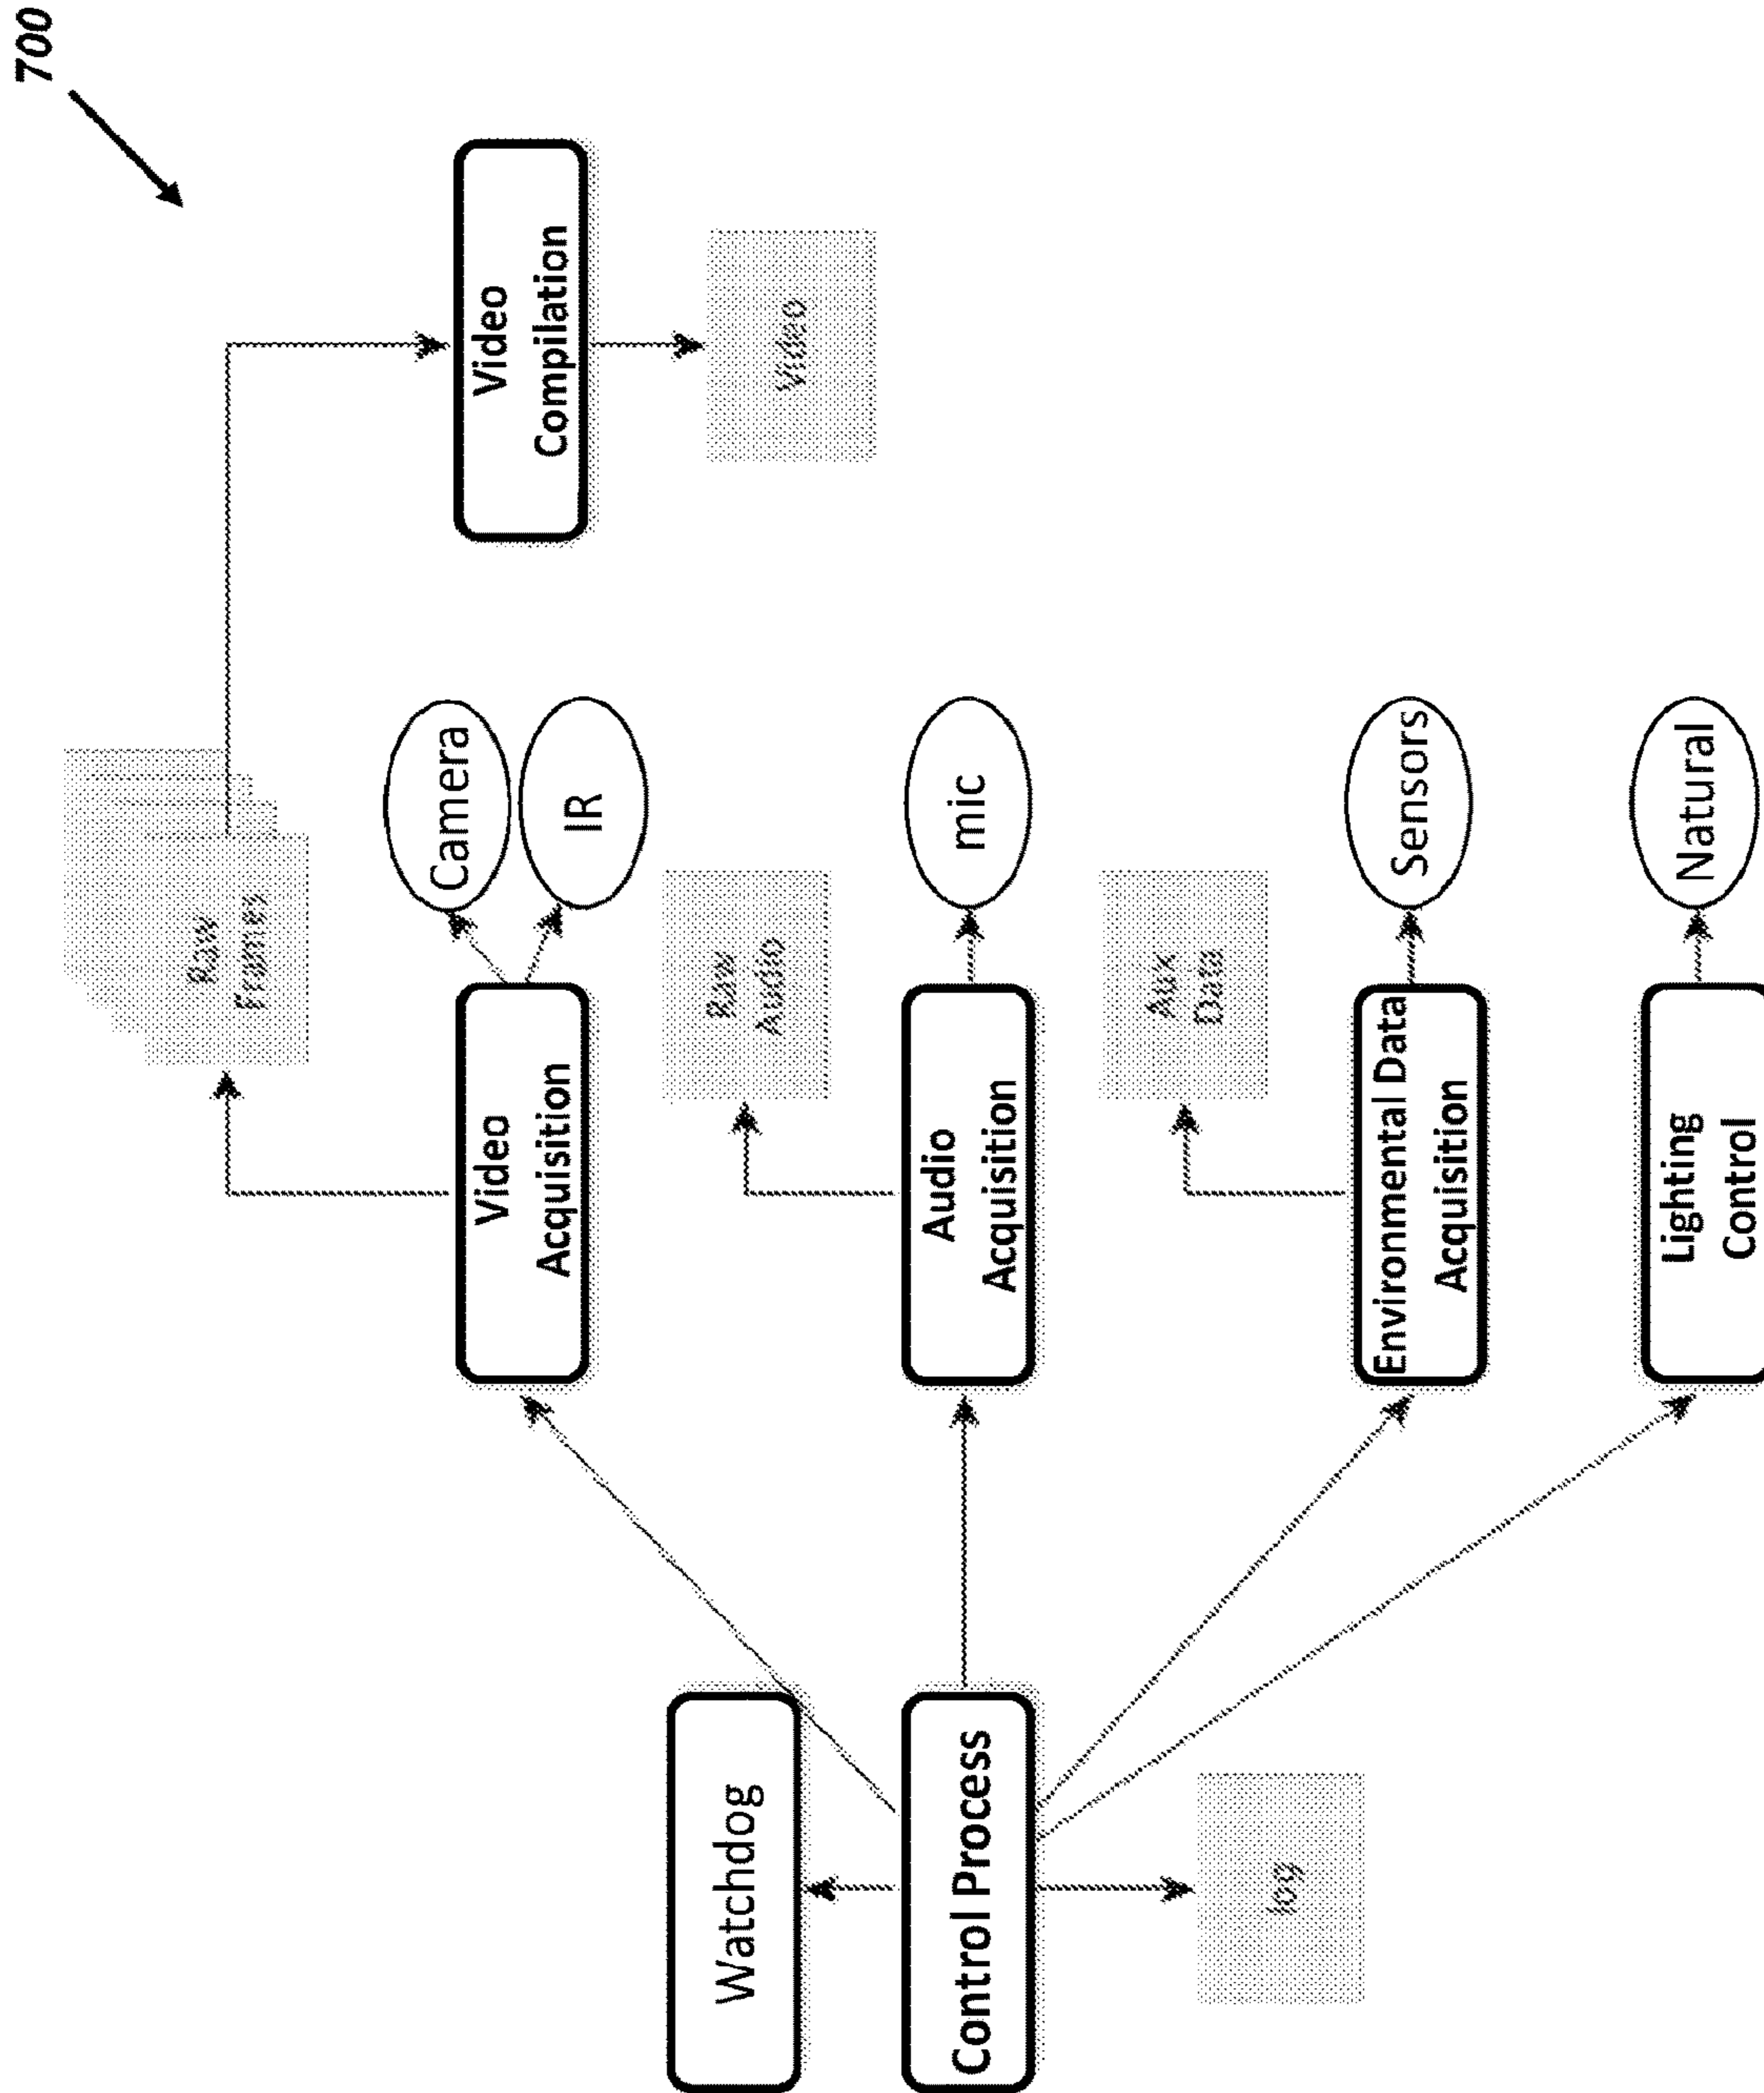 700
Raw
Frames
Video
Compilation
Video
Camera
IR
Video
Acquisition
Raw
Audio
mic
Audio
Acquisition
Watchdog
Control Process
Aux
Data
Sensors
Environmental Data
Acquisition
log
Natural
Lighting
Control